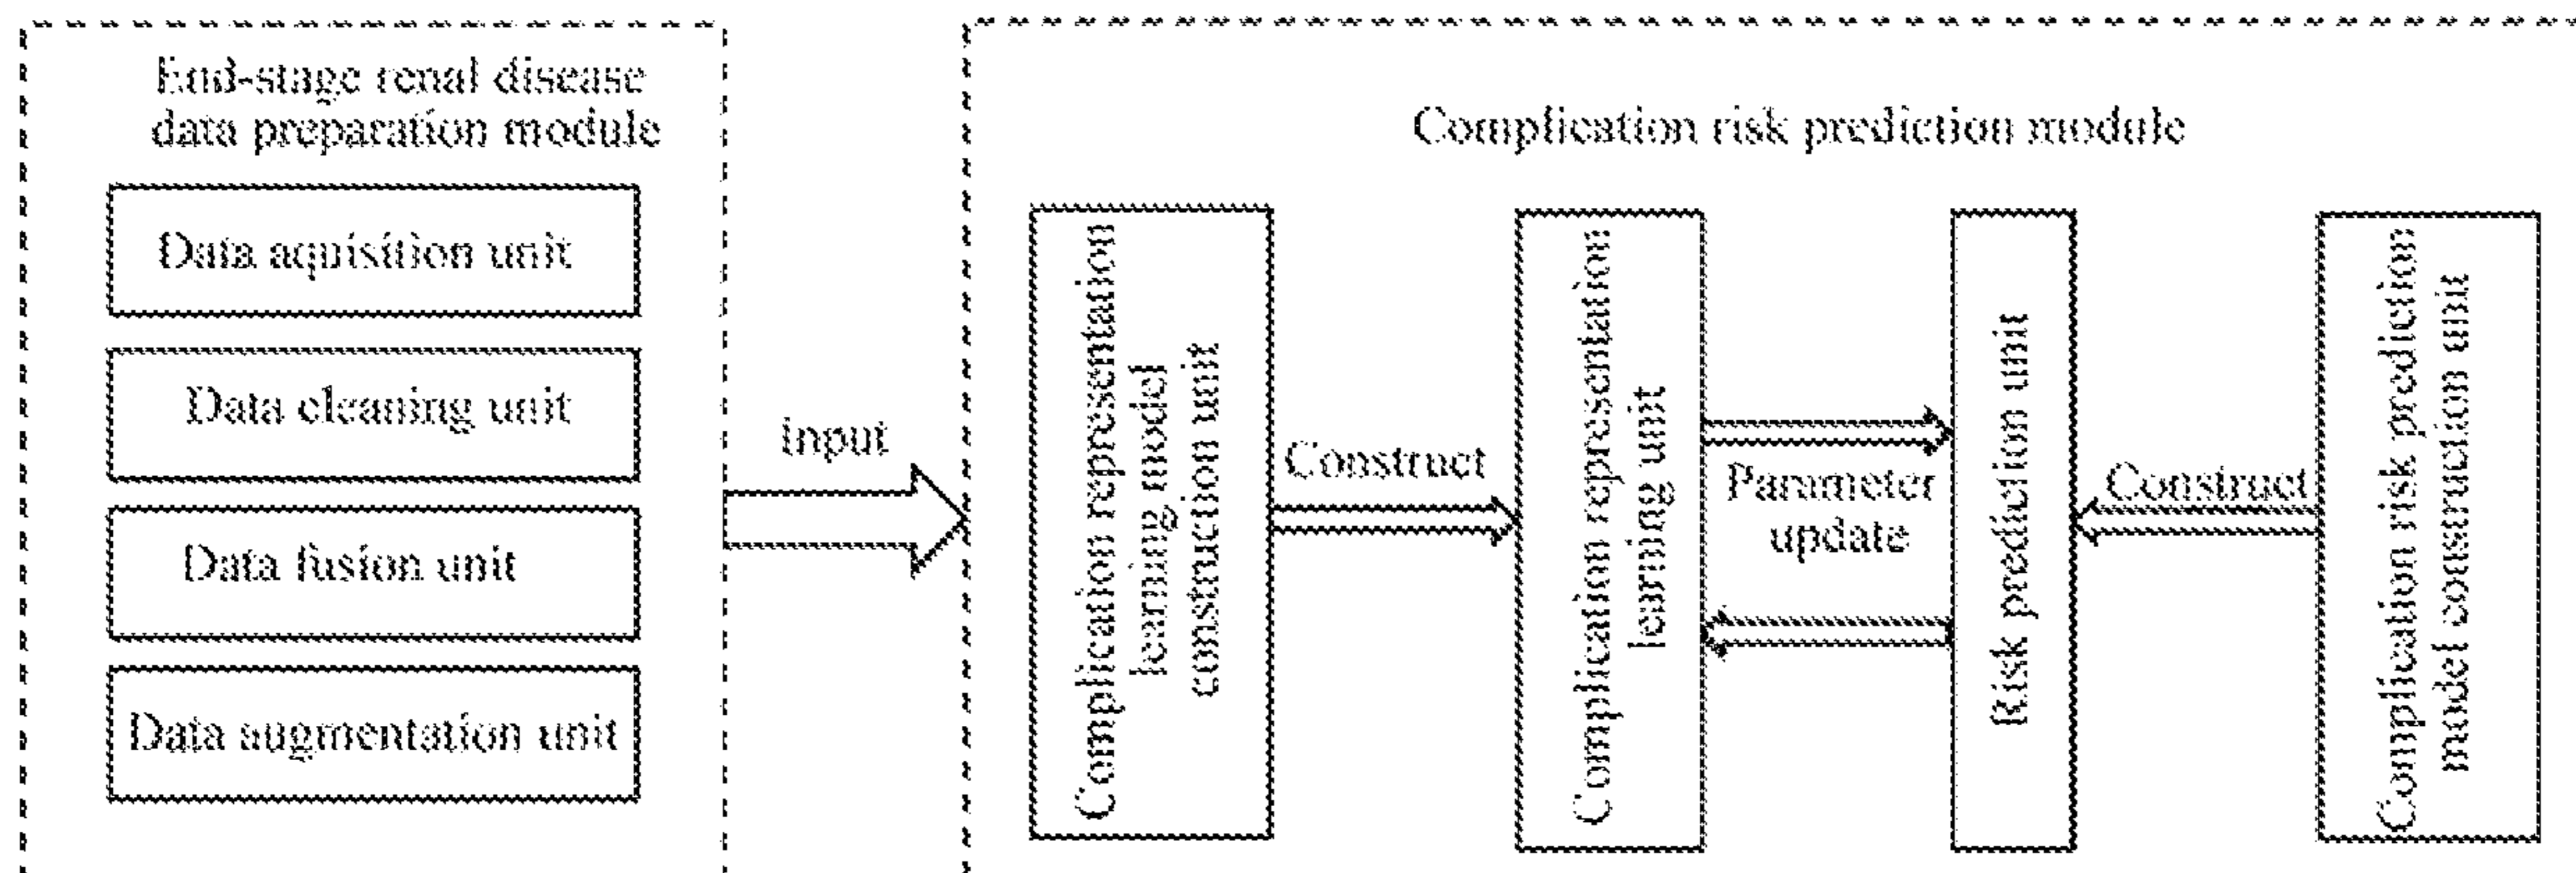 End-stage renal disease
data preparation module
Data aquisition unit
Data cleaning unit
Data fusion unit
Data augmentation unit
Input
Complication risk prediction module
Complication representation
learning model
construction unit
Construct
Complication representation
learning unit
Parameter
update
Risk prediction unit
Construct
Complication risk prediction
model construction unit